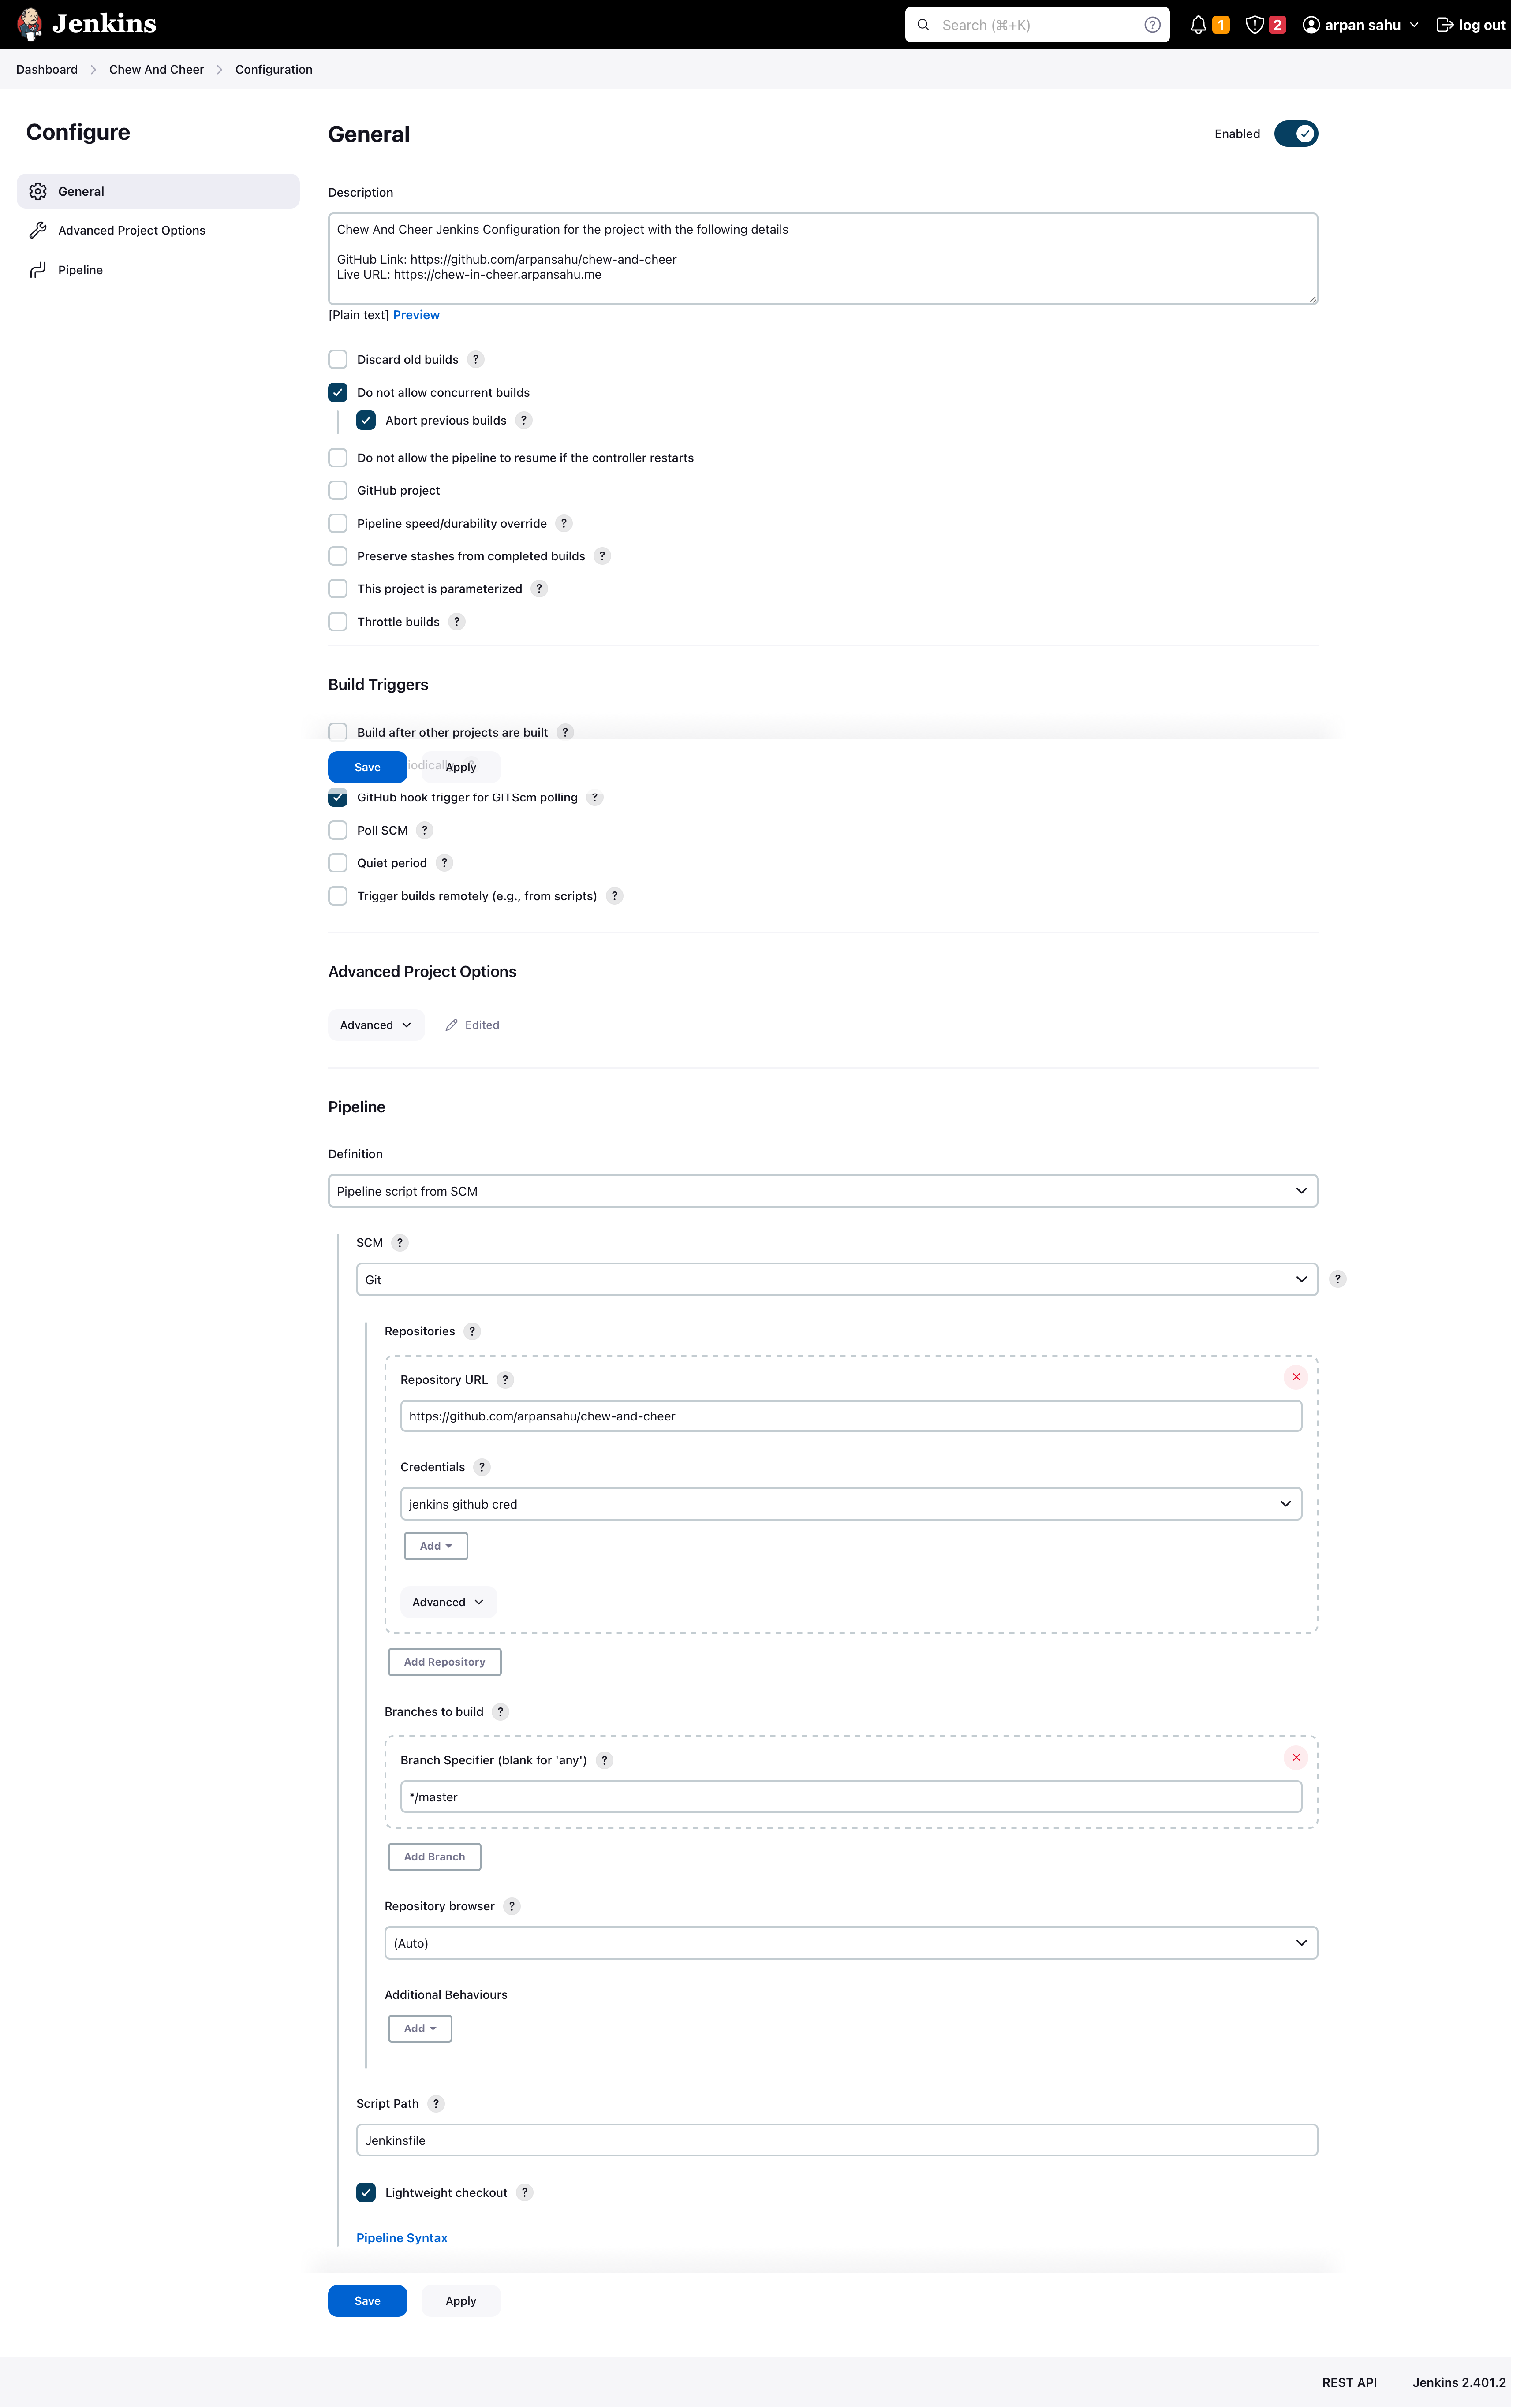 Jenkins
Search (⌘+K)
?
1
2
arpan sahu
log out
Dashboard
Chew And Cheer
Configuration
Configure
General
Advanced Project Options
Pipeline
General
Enabled
Description
Chew And Cheer Jenkins Configuration for the project with the following details
GitHub Link: https://github.com/arpansahu/chew-and-cheer
Live URL: https://chew-in-cheer.arpansahu.me
[Plain text] Preview
Discard old builds ?
Do not allow concurrent builds
Abort previous builds ?
Do not allow the pipeline to resume if the controller restarts
GitHub project
Pipeline speed/durability override ?
Preserve stashes from completed builds ?
This project is parameterized ?
Throttle builds ?
Build Triggers
Build after other projects are built ?
Save
Apply
GitHub hook trigger for GITScm polling ?
Poll SCM ?
Quiet period ?
Trigger builds remotely (e.g., from scripts) ?
Advanced Project Options
Advanced
Edited
Pipeline
Definition
Pipeline script from SCM
SCM ?
Git
?
Repositories ?
Repository URL ?
https://github.com/arpansahu/chew-and-cheer
Credentials ?
jenkins github cred
Add
Advanced
Add Repository
Branches to build ?
Branch Specifier (blank for 'any') ?
*/master
Add Branch
Repository browser ?
(Auto)
Additional Behaviours
Add
Script Path ?
Jenkinsfile
Lightweight checkout ?
Pipeline Syntax
Save
Apply
REST API
Jenkins 2.401.2